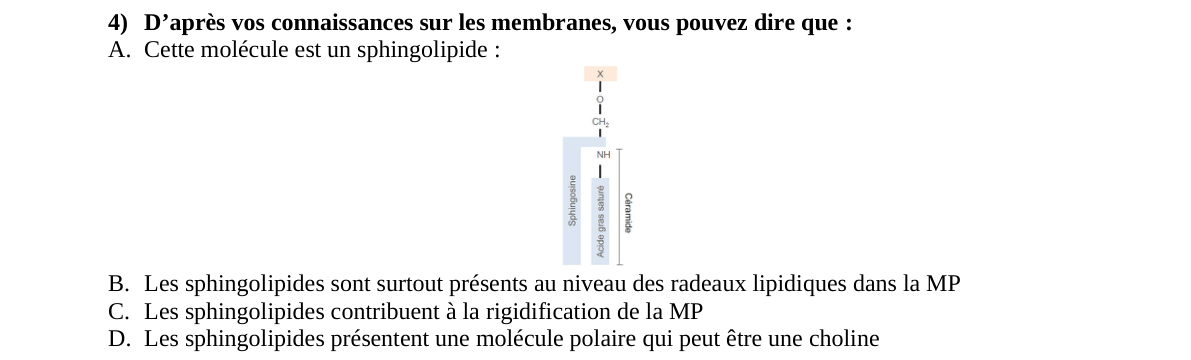 4) D’après vos connaissances sur les membranes, vous pouvez dire que :
A. Cette molécule est un sphingolipide :
X
O
CH₂
NH
Sphingosine
Acide gras saturé
Céramide
B. Les sphingolipides sont surtout présents au niveau des radeaux lipidiques dans la MP
C. Les sphingolipides contribuent à la rigidification de la MP
D. Les sphingolipides présentent une molécule polaire qui peut être une choline